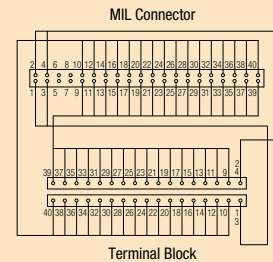 MIL Connector
2 4 6 8 10 12 14 16 18 20 22 24 26 28 30 32 34 36 38 40
1 3 5 7 9 11 13 15 17 19 21 23 25 27 29 31 33 35 37 39
39 37 35 33 31 29 27 25 23 21 19 17 15 13 11 9 2 4
40 38 36 34 32 30 28 26 24 22 20 18 16 14 12 10 1 3
Terminal Block